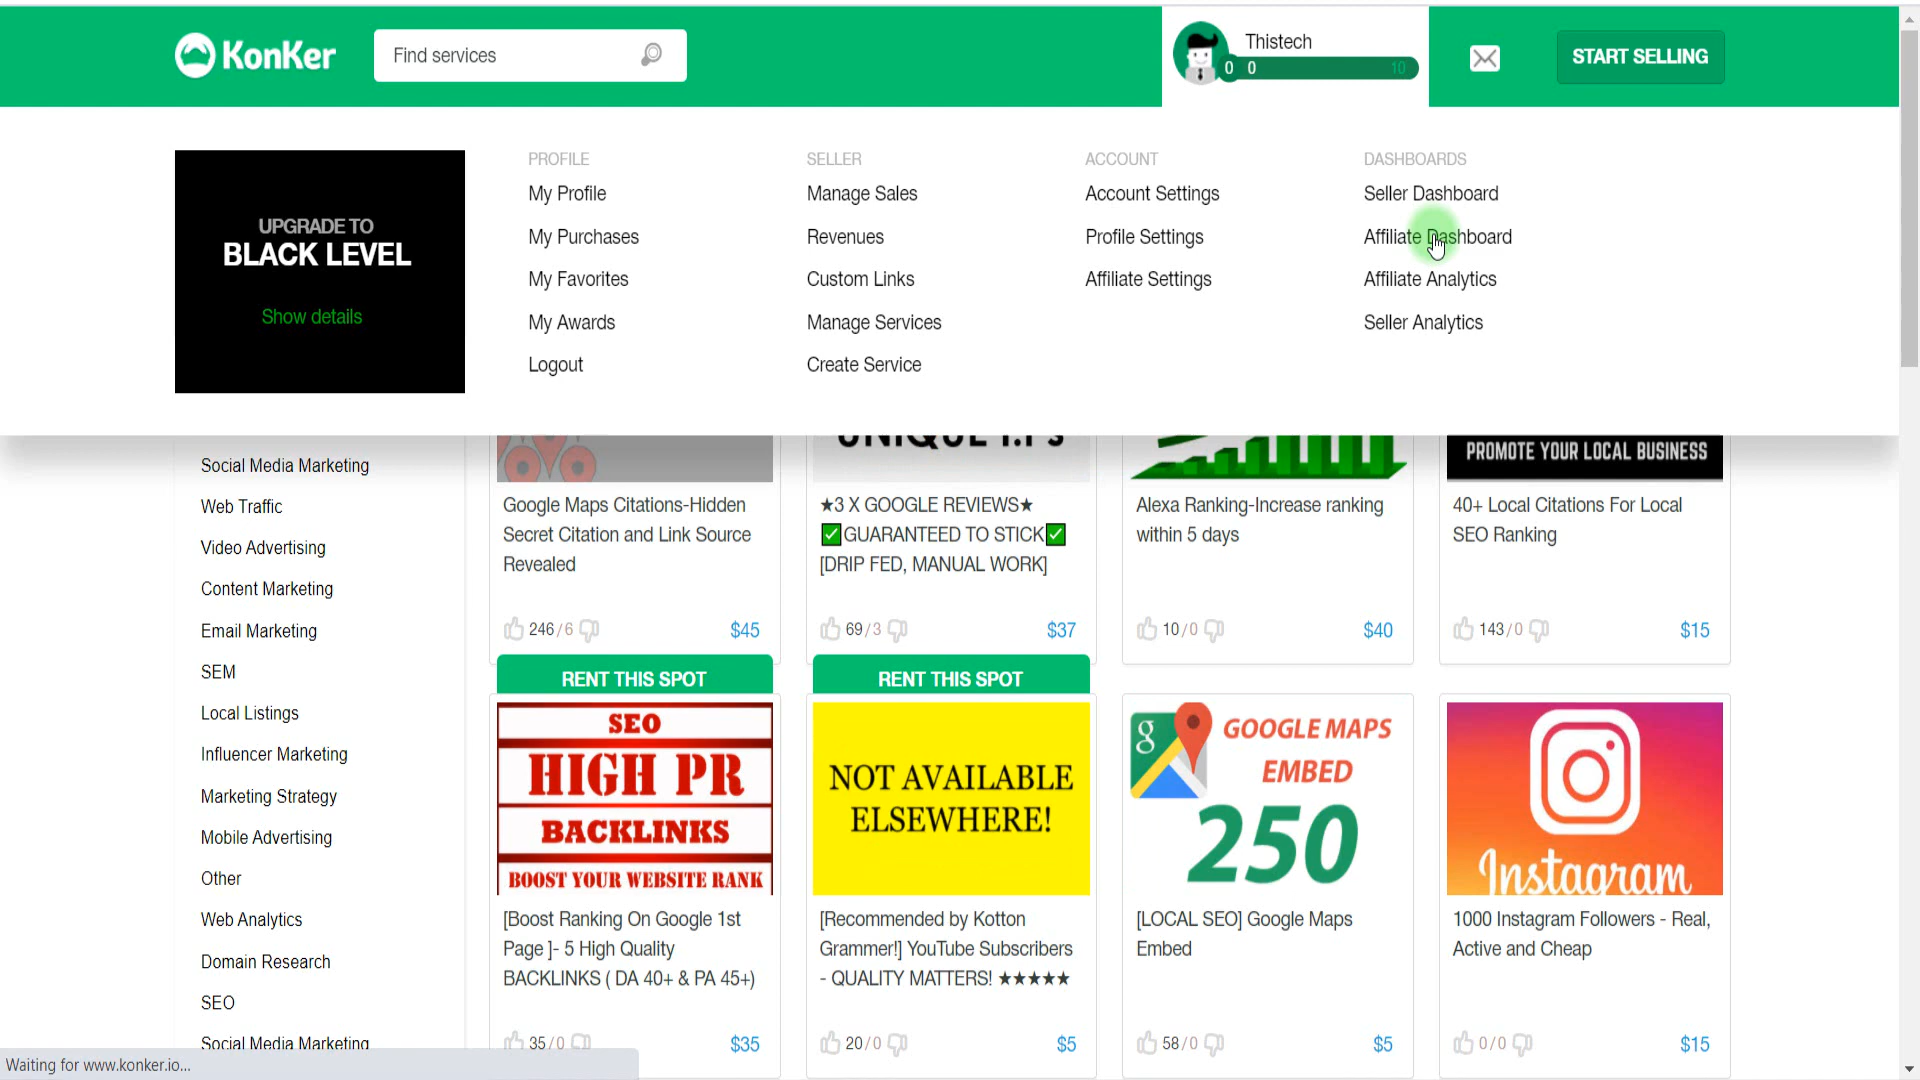 KonKer
Find services
Thistech
0 0 10
START SELLING
UPGRADE TO
BLACK LEVEL
Show details
PROFILE
My Profile
My Purchases
My Favorites
My Awards
Logout
SELLER
Manage Sales
Revenues
Custom Links
Manage Services
Create Service
ACCOUNT
Account Settings
Profile Settings
Affiliate Settings
DASHBOARDS
Seller Dashboard
Affiliate Dashboard
Affiliate Analytics
Seller Analytics
Social Media Marketing
Web Traffic
Video Advertising
Content Marketing
Email Marketing
SEM
Local Listings
Influencer Marketing
Marketing Strategy
Mobile Advertising
Other
Web Analytics
Domain Research
SEO
Social Media Marketing
Google Maps Citations-Hidden
Secret Citation and Link Source
Revealed
246/6
$45
UNIQUE I.P's
★3 X GOOGLE REVIEWS★
✅GUARANTEED TO STICK✅
[DRIP FED, MANUAL WORK]
69/3
$37
Alexa Ranking-Increase ranking
within 5 days
10/0
$40
PROMOTE YOUR LOCAL BUSINESS
40+ Local Citations For Local
SEO Ranking
143/0
$15
RENT THIS SPOT
SEO
HIGH PR
BACKLINKS
BOOST YOUR WEBSITE RANK
[Boost Ranking On Google 1st
Page ]- 5 High Quality
BACKLINKS ( DA 40+ & PA 45+)
35/0
$35
RENT THIS SPOT
NOT AVAILABLE
ELSEWHERE!
[Recommended by Kotton
Grammer!] YouTube Subscribers
- QUALITY MATTERS! ★★★★★
20/0
$5
g
GOOGLE MAPS
EMBED
250
[LOCAL SEO] Google Maps
Embed
58/0
$5
Instagram
1000 Instagram Followers - Real,
Active and Cheap
0/0
$15
Waiting for www.konker.io...